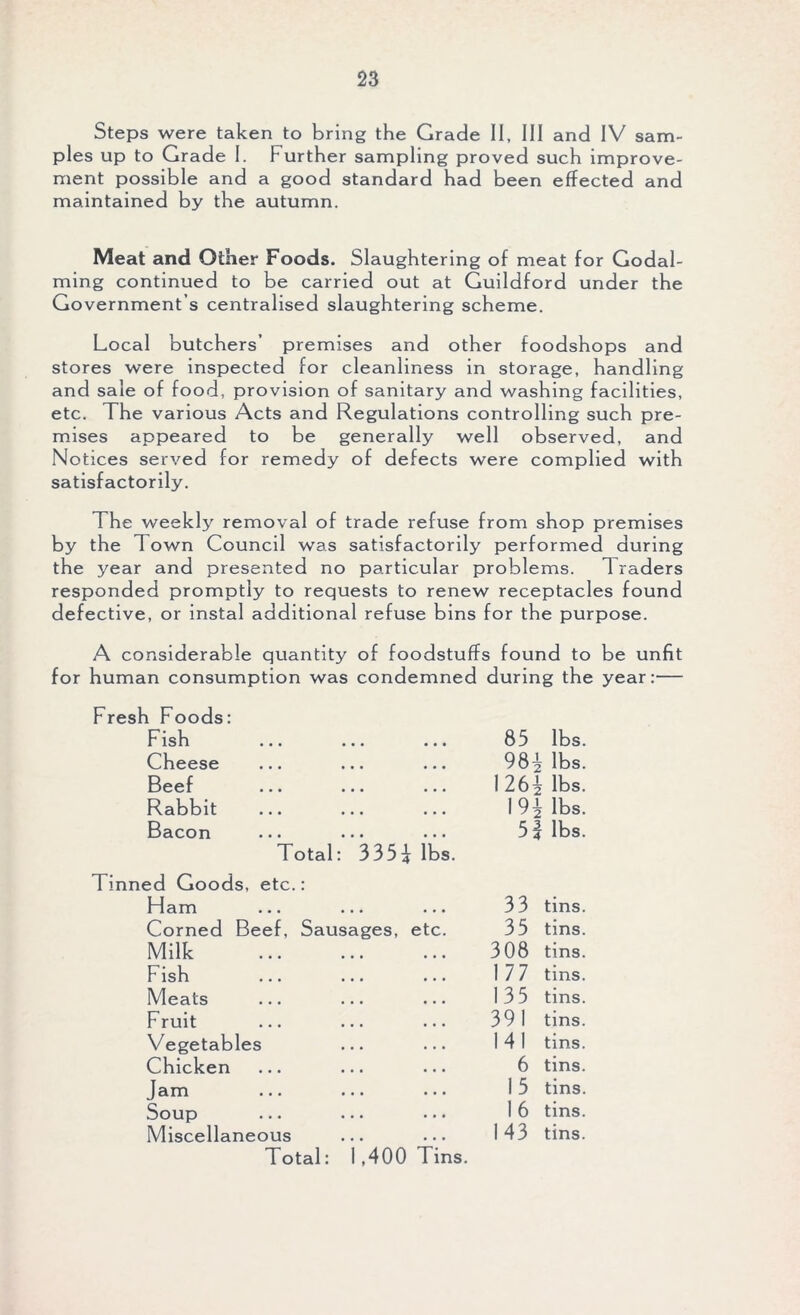 23
Steps were taken to bring the Grade II, III and IV sam-
ples up to Grade I. Further sampling proved such improve-
ment possible and a good standard had been effected and
maintained by the autumn.
Meat and Other Foods. Slaughtering of meat for Godal-
ming continued to be carried out at Guildford under the
Government's centralised slaughtering scheme.
Local butchers' premises and other foodshops and
stores were inspected for cleanliness in storage, handling
and sale of food, provision of sanitary and washing facilities,
etc. The various Acts and Regulations controlling such pre-
mises appeared to be generally well observed, and
Notices served for remedy of defects were complied with
satisfactorily.
The weekly removal of trade refuse from shop premises
by the Town Council was satisfactorily performed during
the year and presented no particular problems. Traders
responded promptly to requests to renew receptacles found
defective, or instal additional refuse bins for the purpose.
A considerable quantity of foodstuffs found to be unfit
for human consumption was condemned during the year:—
Fresh Foods:
Fish ... ... ... 85 lbs.
Cheese ... ... ... 98½ lbs.
Beef ... ... ... 126½ lbs.
Rabbit ... ... ... 19½ lbs.
Bacon ... ... ... 5¾ lbs.
Total: 335¼ lbs.
Tinned Goods, etc.:
Ham ... ... ... 33 tins.
Corned Beef, Sausages, etc. 35 tins.
Milk ... ... ... 308 tins.
Fish ... ... ... 177 tins.
Meats ... ... ... 135 tins.
Fruit ... ... ... 391 tins.
Vegetables ... ... 141 tins.
Chicken ... ... ... 6 tins.
Jam ... ... ... 15 tins.
Soup ... ... ... 16 tins.
Miscellaneous ... ... 143 tins.
Total: 1,400 Tins.